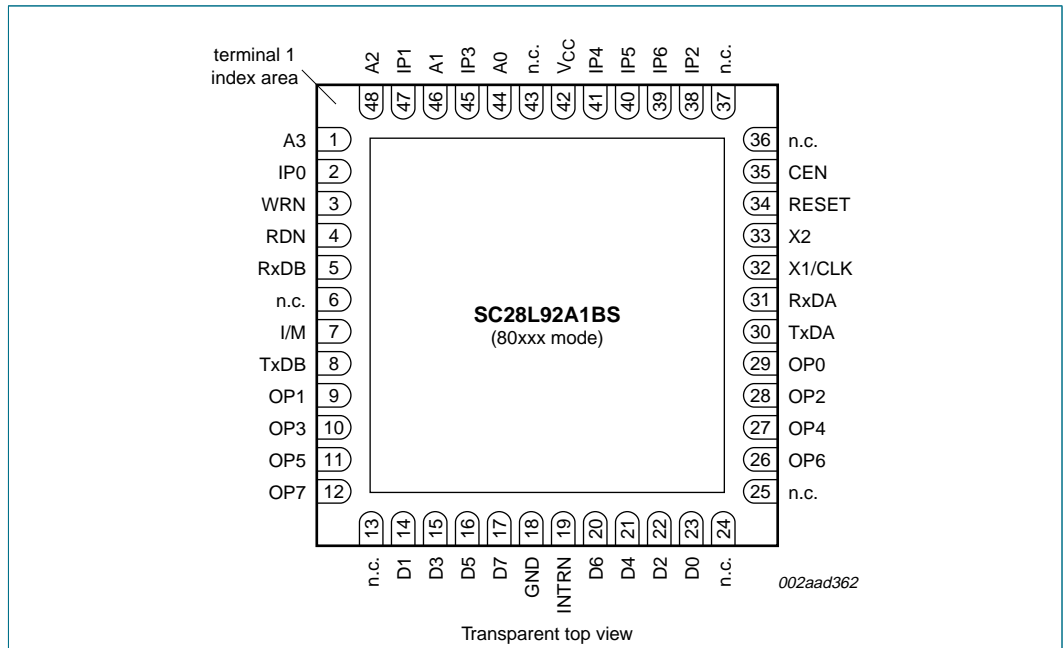 terminal 1
index area
A2 IP1 A1 IP3 A0 n.c. VCC IP4 IP5 IP6 IP2 n.c.
48 47 46 45 44 43 42 41 40 39 38 37
A3 1 36 n.c.
IP0 2 35 CEN
WRN 3 34 RESET
RDN 4 33 X2
RxDB 5 32 X1/CLK
n.c. 6 31 RxDA
I/M 7 30 TxDA
TxDB 8 29 OP0
OP1 9 28 OP2
OP3 10 27 OP4
OP5 11 26 OP6
OP7 12 25 n.c.
SC28L92A1BS
(80xxx mode)
13 14 15 16 17 18 19 20 21 22 23 24
n.c. D1 D3 D5 D7 GND INTRN D6 D4 D2 D0 n.c.
002aad362
Transparent top view